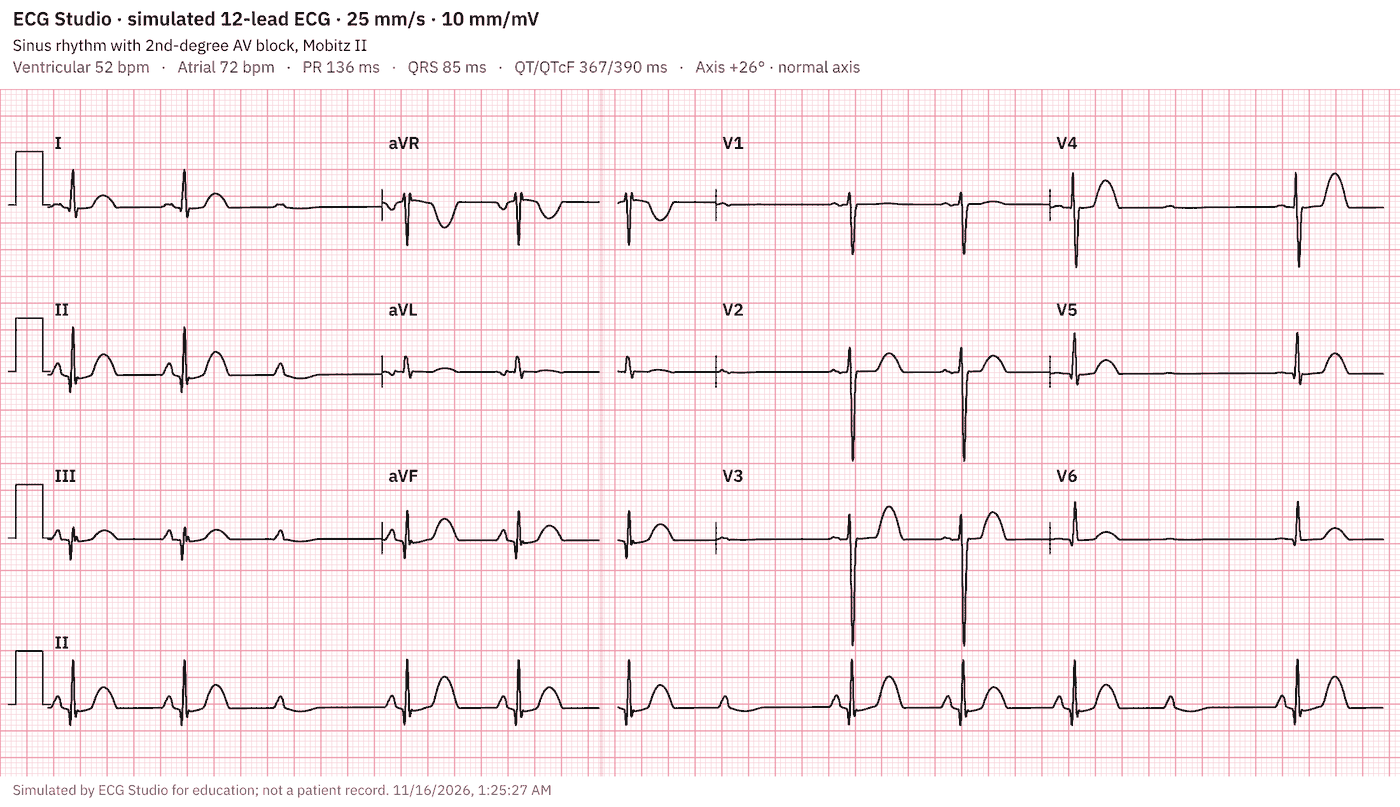 ECG Studio · simulated 12-lead ECG · 25 mm/s · 10 mm/mV
Sinus rhythm with 2nd-degree AV block, Mobitz II
Ventricular 52 bpm · Atrial 72 bpm · PR 136 ms · QRS 85 ms · QT/QTcF 367/390 ms · Axis +26° · normal axis
I aVR V1 V4
II aVL V2 V5
III aVF V3 V6
II
Simulated by ECG Studio for education; not a patient record. 11/16/2026, 1:25:27 AM